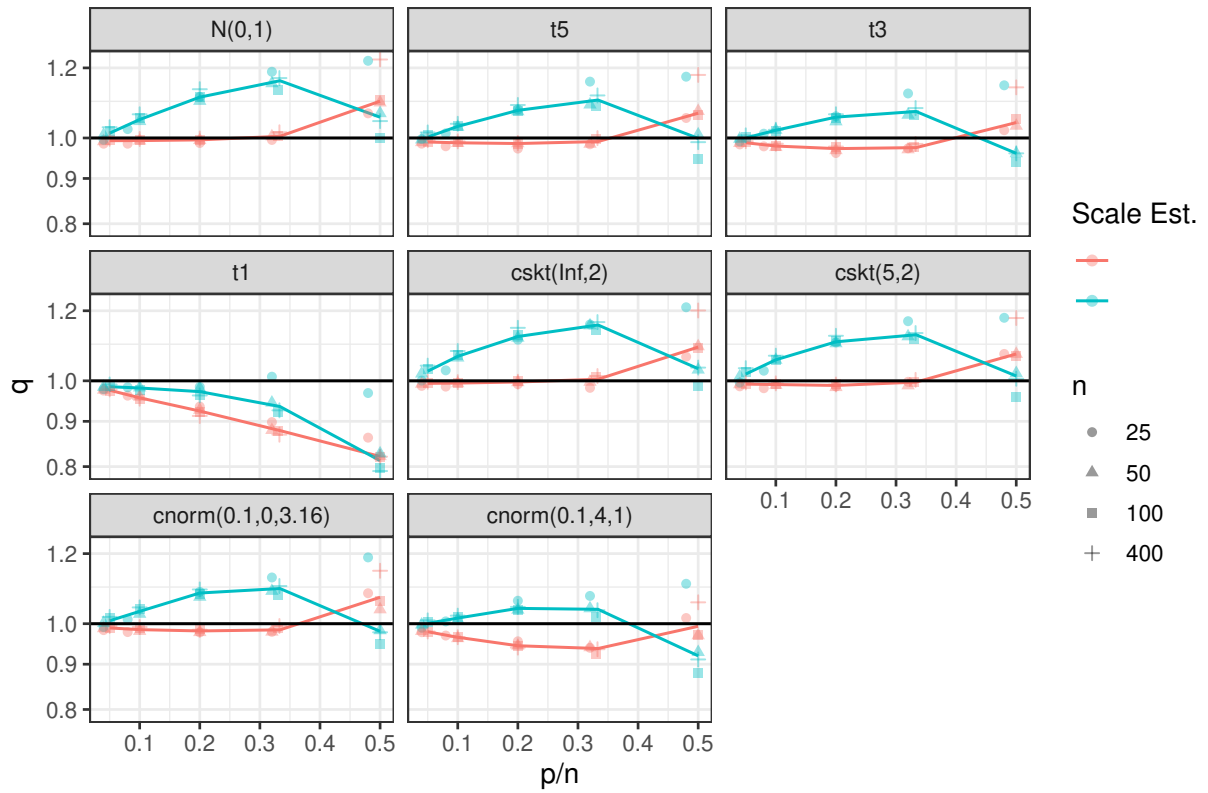 N(0,1) t5 t3
1.2
1.0
0.9
0.8
t1 cskt(Inf,2) cskt(5,2)
1.2
1.0
0.9
0.8
0.1 0.2 0.3 0.4 0.5
cnorm(0.1,0,3.16) cnorm(0.1,4,1)
1.2
1.0
0.9
0.8
0.1 0.2 0.3 0.4 0.5 0.1 0.2 0.3 0.4 0.5
p/n
q
Scale Est.
n
25
50
100
400